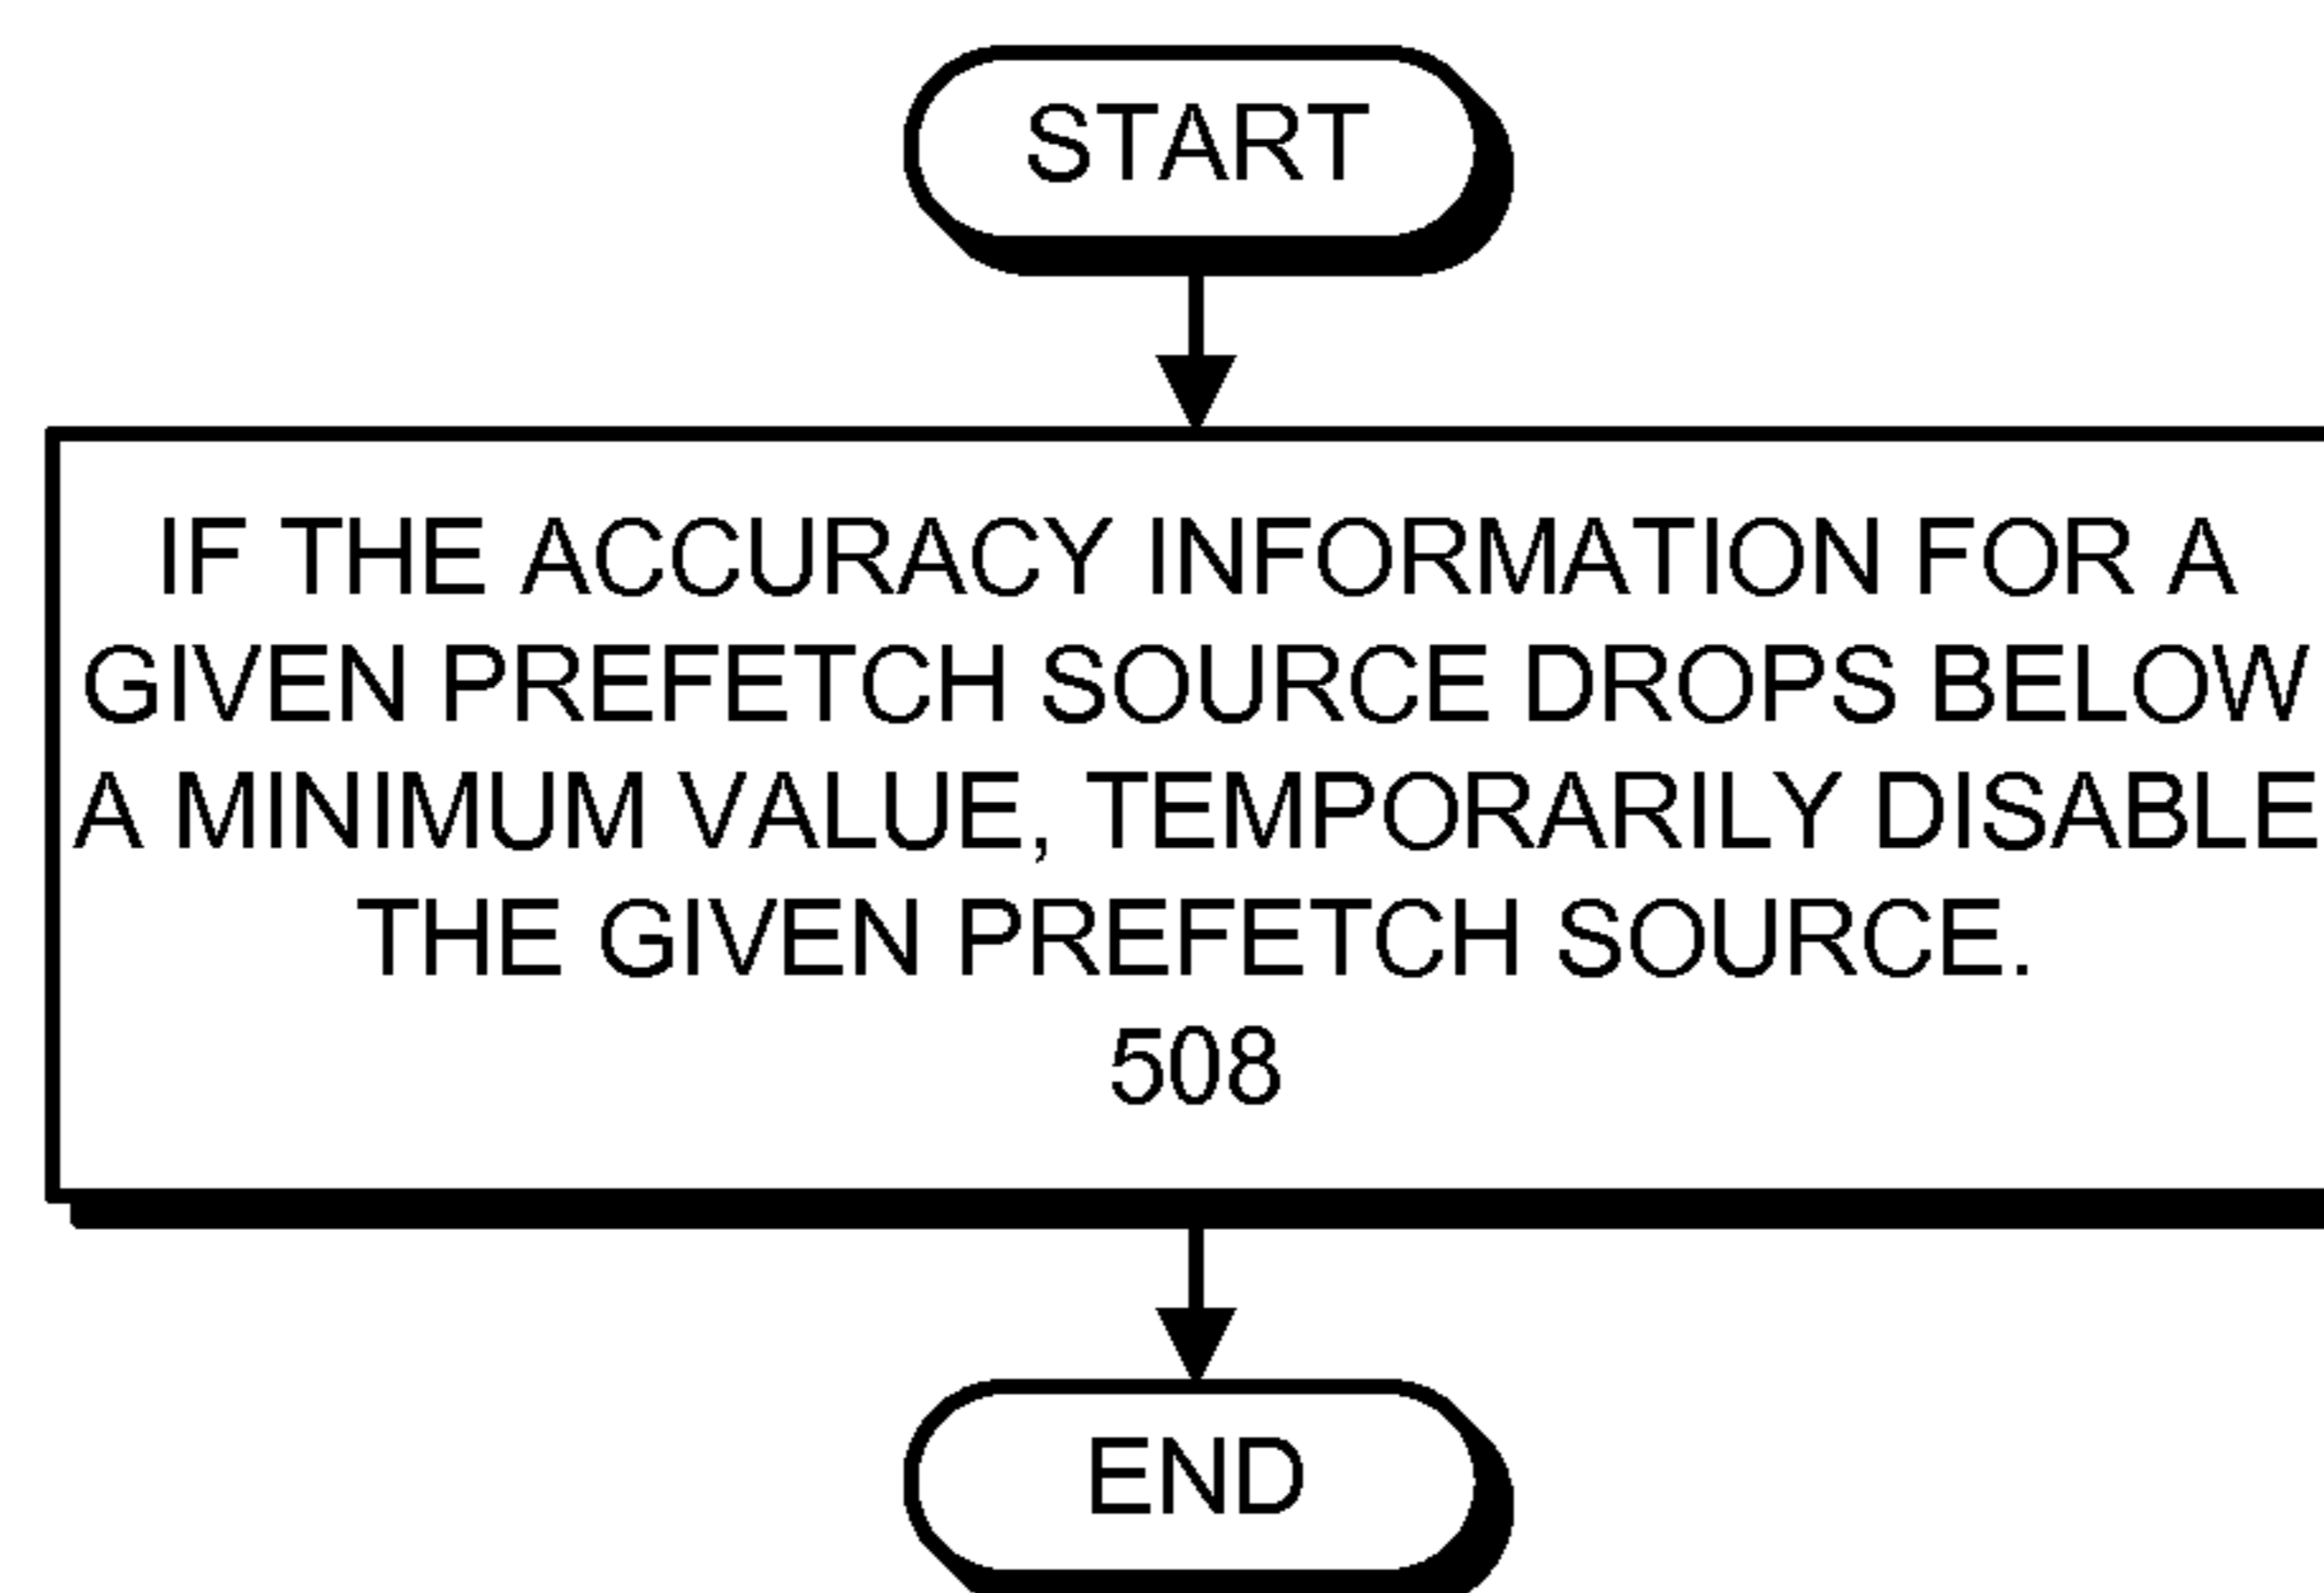 START
IF THE ACCURACY INFORMATION FOR A
GIVEN PREFETCH SOURCE DROPS BELOW
A MINIMUM VALUE, TEMPORARILY DISABLE
THE GIVEN PREFETCH SOURCE.
508
END